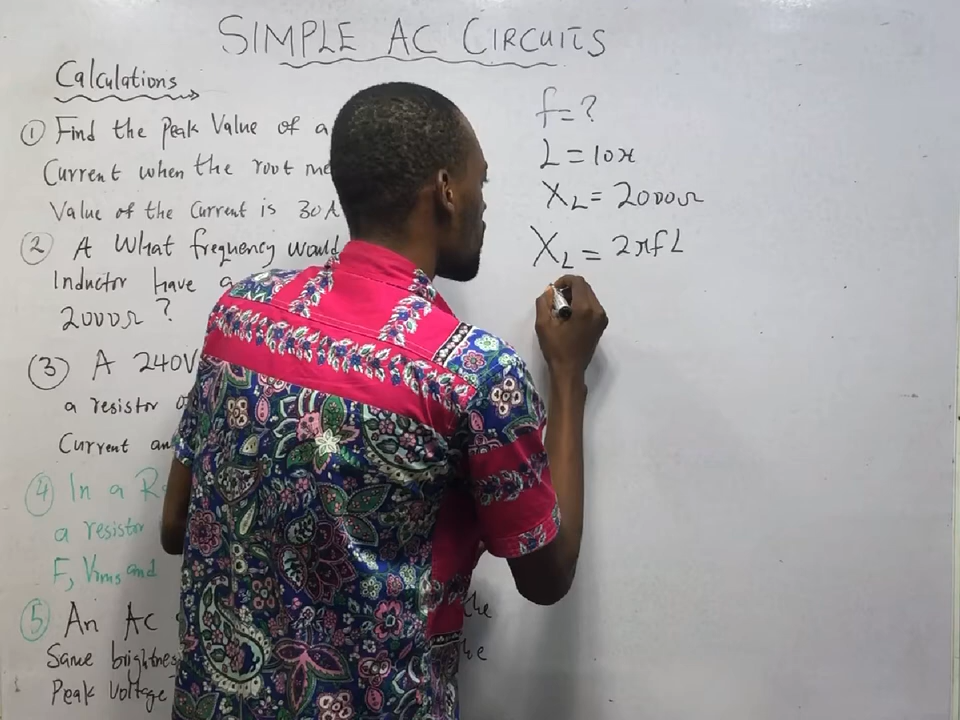 SIMPLE AC CIRCUITS
Calculations
① Find the Peak Value of a
Current when the root me
Value of the Current is 30A
② A What frequency would
Inductor have a
2000Ω ?
③ A 240V
a resistor
Current an
④ In a R
a resistor
F, Vrms and
⑤ An AC the
Same brightness the
Peak Voltage
f = ?
L = 10H
XL = 2000Ω
XL = 2πfL